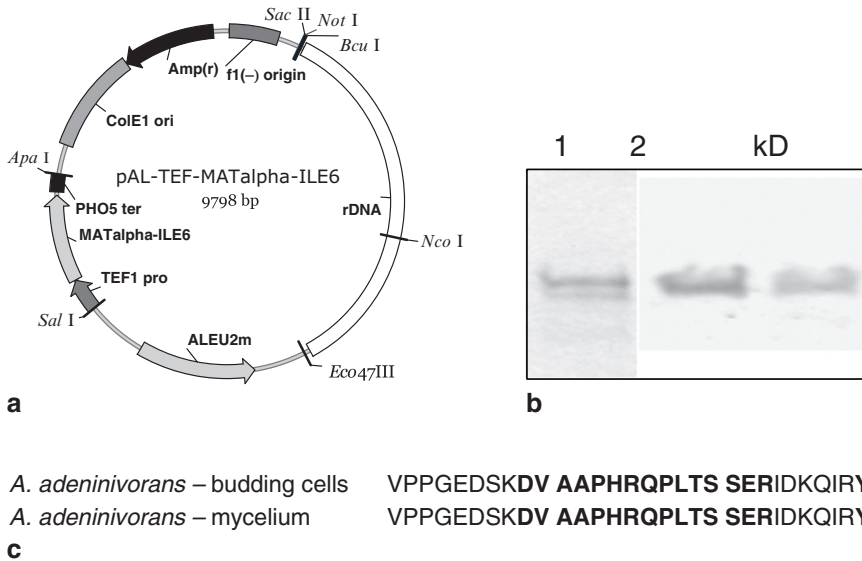 Sac II
Not I
Bcu I
Amp(r)
f1(–) origin
ColE1 ori
Apa I
pAL-TEF-MATalpha-ILE6
9798 bp
PHO5 ter
rDNA
MATalpha-ILE6
Nco I
TEF1 pro
Sal I
ALEU2m
Eco47III
a
1 2 kD
b
A. adeninivorans – budding cells VPPGEDSKDV AAPHRQPLTS SERIDKQIRY
A. adeninivorans – mycelium VPPGEDSKDV AAPHRQPLTS SERIDKQIRY
c